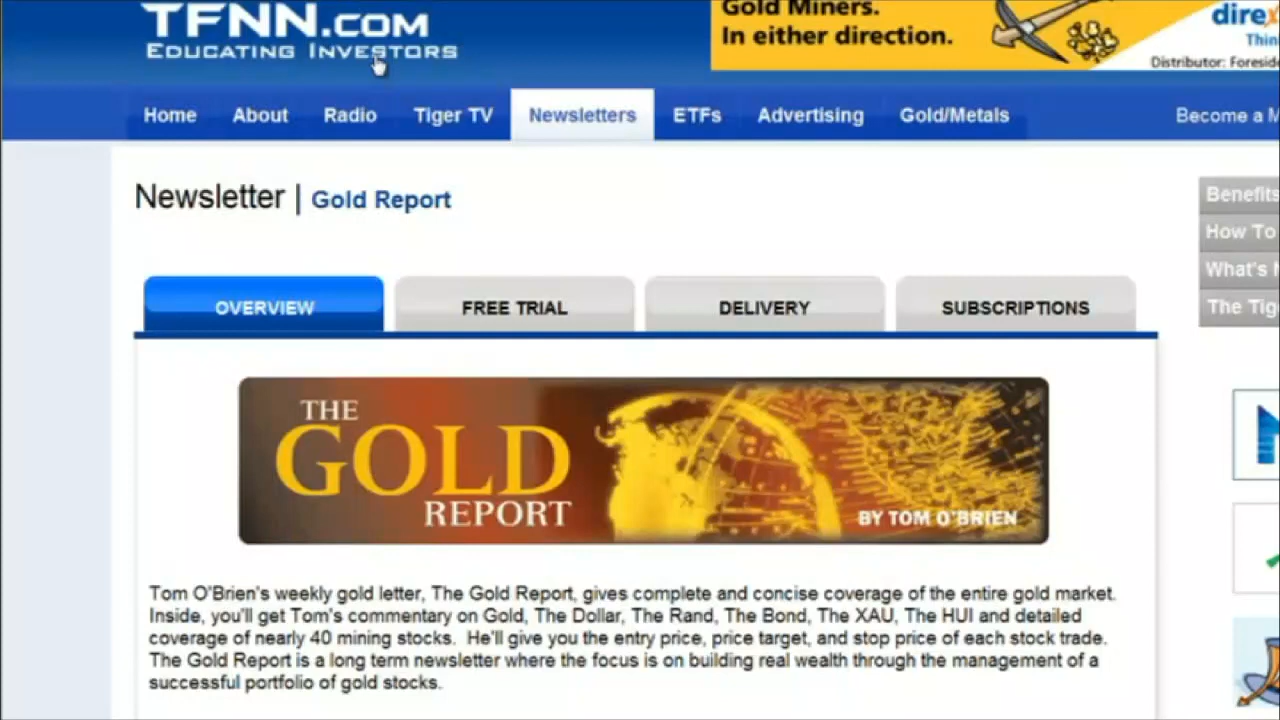 TFNN.COM
EDUCATING INVESTORS
Gold Miners.
In either direction.
Distributor:
Home About Radio Tiger TV Newsletters ETFs Advertising Gold/Metals Become a
Newsletter | Gold Report
Benefits
How To
What's
The
OVERVIEW FREE TRIAL DELIVERY SUBSCRIPTIONS
THE
GOLD
REPORT
BY TOM O'BRIEN
Tom O'Brien's weekly gold letter, The Gold Report, gives complete and concise coverage of the entire gold market.
Inside, you'll get Tom's commentary on Gold, The Dollar, The Rand, The Bond, The XAU, The HUI and detailed
coverage of nearly 40 mining stocks. He'll give you the entry price, price target, and stop price of each stock trade.
The Gold Report is a long term newsletter where the focus is on building real wealth through the management of a
successful portfolio of gold stocks.